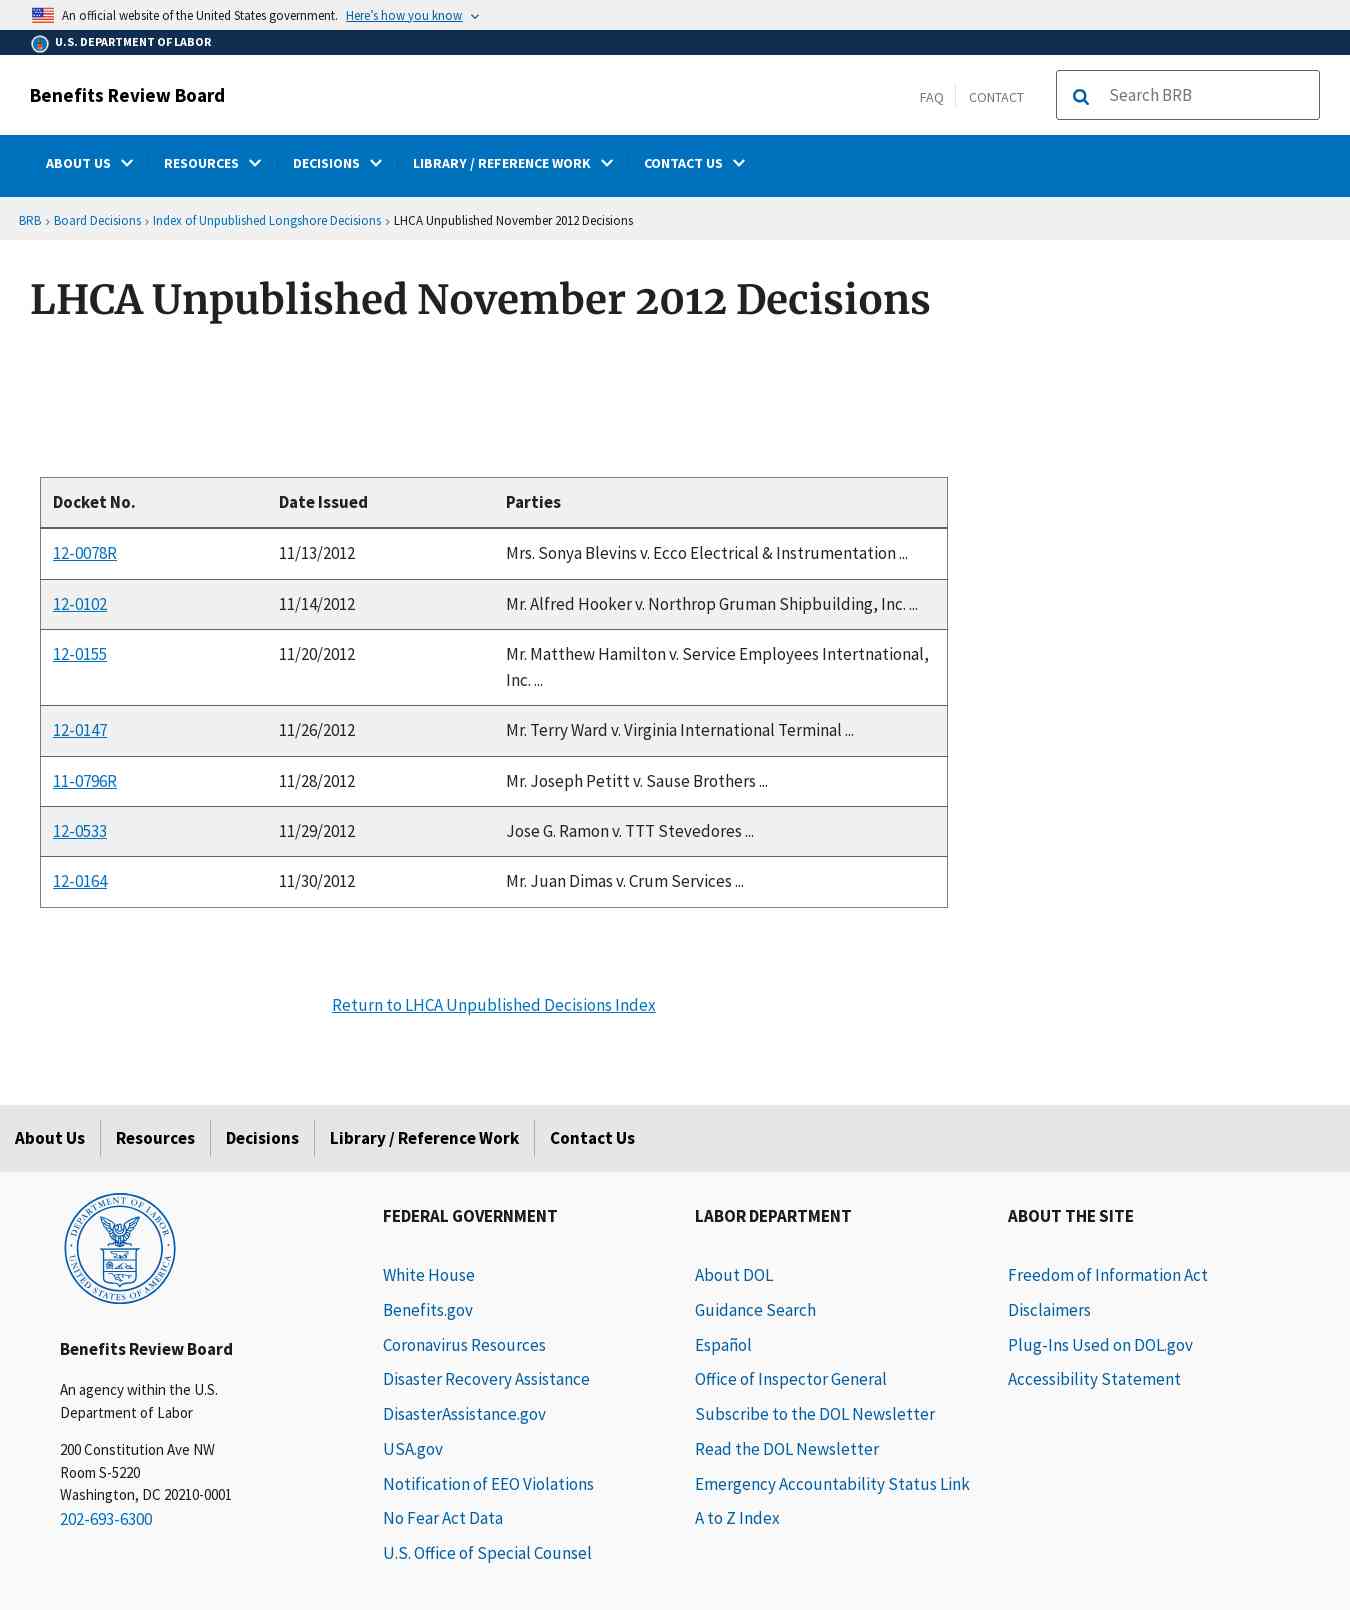 An official website of the United States government. Here’s how you know
U.S. DEPARTMENT OF LABOR
Benefits Review Board
FAQ
CONTACT
Search BRB
ABOUT US
RESOURCES
DECISIONS
LIBRARY / REFERENCE WORK
CONTACT US
BRB › Board Decisions › Index of Unpublished Longshore Decisions › LHCA Unpublished November 2012 Decisions
LHCA Unpublished November 2012 Decisions
Docket No. Date Issued Parties
12-0078R 11/13/2012 Mrs. Sonya Blevins v. Ecco Electrical & Instrumentation ...
12-0102 11/14/2012 Mr. Alfred Hooker v. Northrop Gruman Shipbuilding, Inc. ...
12-0155 11/20/2012 Mr. Matthew Hamilton v. Service Employees Intertnational,
Inc. ...
12-0147 11/26/2012 Mr. Terry Ward v. Virginia International Terminal ...
11-0796R 11/28/2012 Mr. Joseph Petitt v. Sause Brothers ...
12-0533 11/29/2012 Jose G. Ramon v. TTT Stevedores ...
12-0164 11/30/2012 Mr. Juan Dimas v. Crum Services ...
Return to LHCA Unpublished Decisions Index
About Us
Resources
Decisions
Library / Reference Work
Contact Us
DEPARTMENT OF LABOR
UNITED STATES OF AMERICA
Benefits Review Board
An agency within the U.S.
Department of Labor
200 Constitution Ave NW
Room S-5220
Washington, DC 20210-0001
202-693-6300
FEDERAL GOVERNMENT
White House
Benefits.gov
Coronavirus Resources
Disaster Recovery Assistance
DisasterAssistance.gov
USA.gov
Notification of EEO Violations
No Fear Act Data
U.S. Office of Special Counsel
LABOR DEPARTMENT
About DOL
Guidance Search
Español
Office of Inspector General
Subscribe to the DOL Newsletter
Read the DOL Newsletter
Emergency Accountability Status Link
A to Z Index
ABOUT THE SITE
Freedom of Information Act
Disclaimers
Plug-Ins Used on DOL.gov
Accessibility Statement